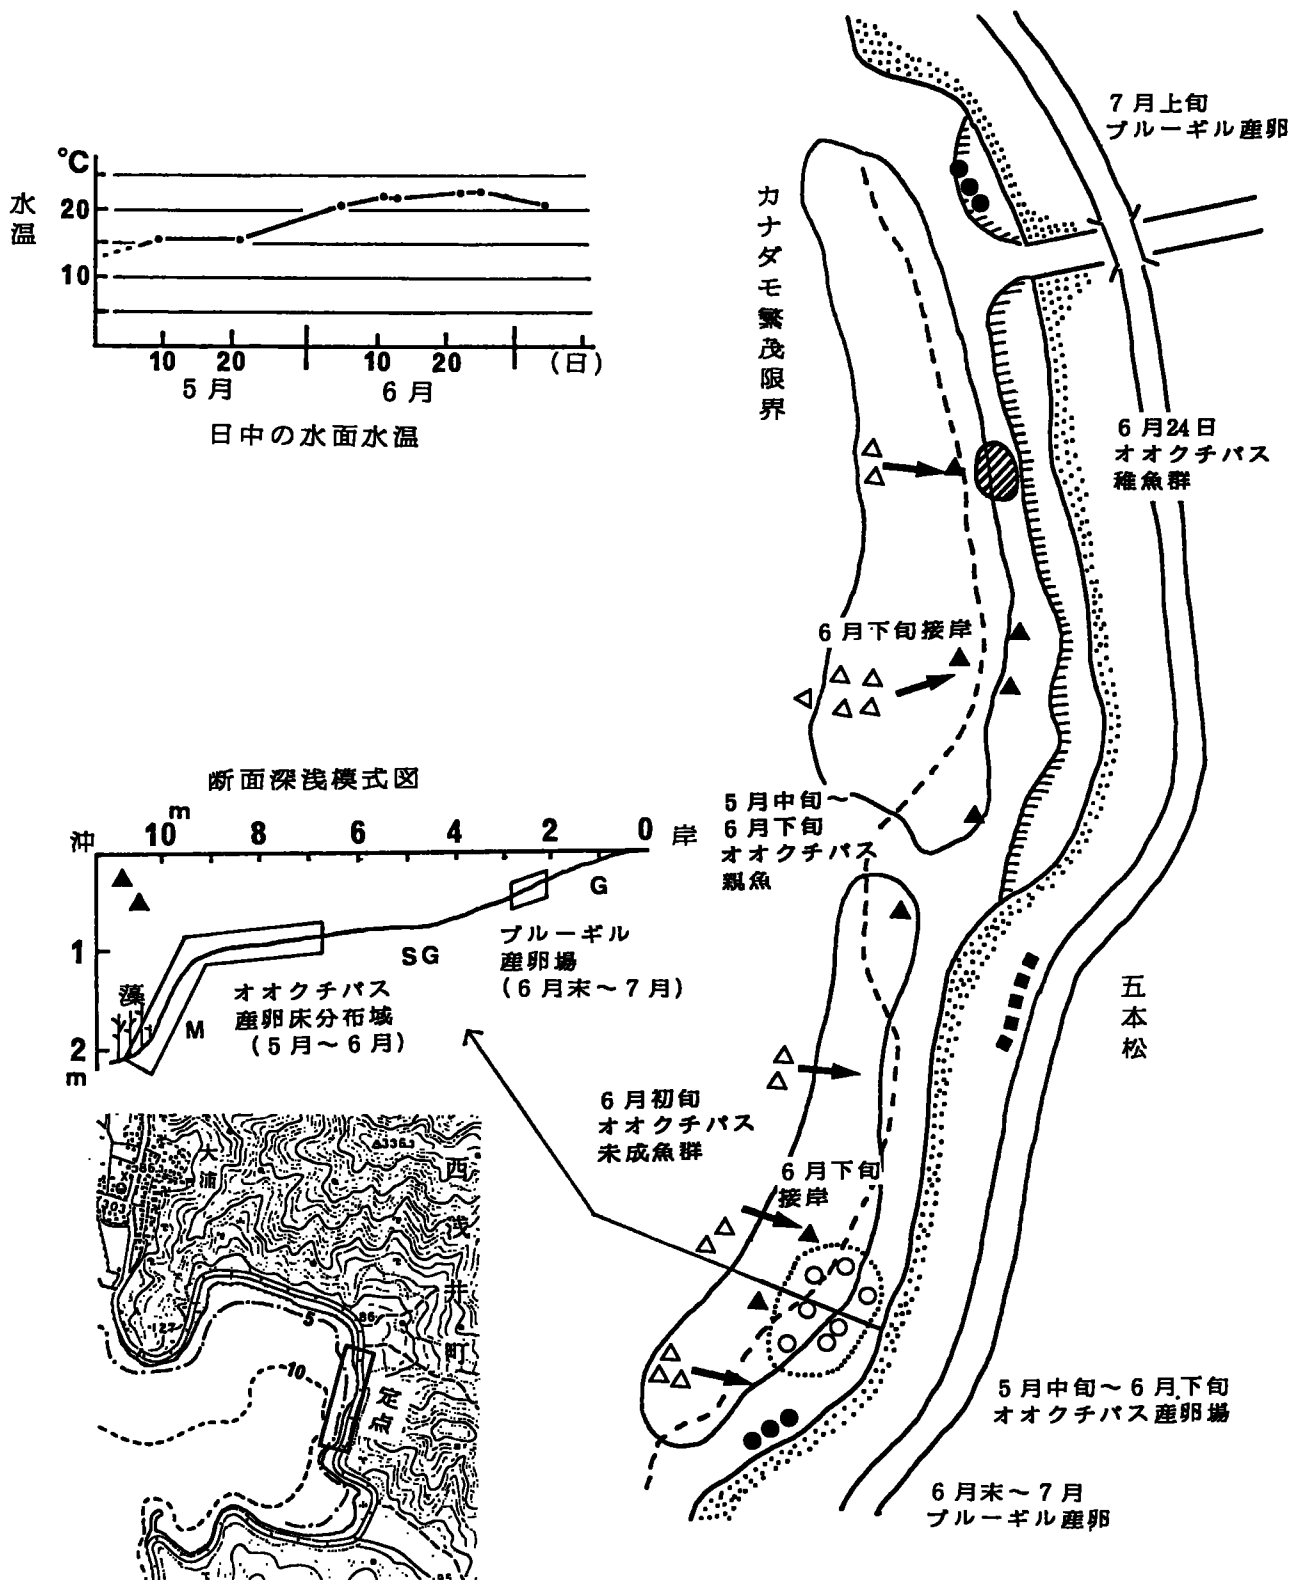 ℃
水温
20
10
10
20
10
20
(日)
5月
6月
日中の水面水温
7月上旬
ブルーギル産卵
カナダモ繁茂限界
6月24日
オオクチバス
稚魚群
6月下旬接岸
断面深浅模式図
m
沖
10
8
6
4
2
0
岸
1
2
m
G
SG
M
藻
ブルーギル
産卵場
(6月末～7月)
オオクチバス
産卵床分布域
(5月～6月)
5月中旬～
6月下旬
オオクチバス
親魚
五本松
6月初旬
オオクチバス
未成魚群
6月下旬
接岸
大浦
336.1
西浅井町
127
86
5
10
定点
5月中旬～6月下旬
オオクチバス産卵場
6月末～7月
ブルーギル産卵